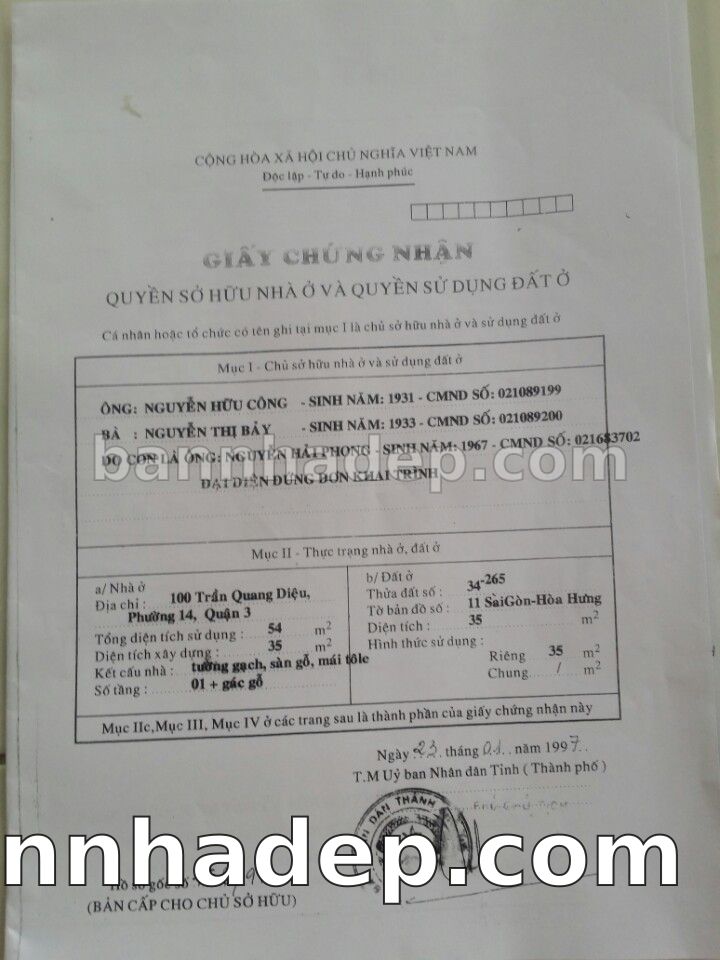 CỘNG HÒA XÃ HỘI CHỦ NGHĨA VIỆT NAM
Độc lập - Tự do - Hạnh phúc
GIẤY CHỨNG NHẬN
QUYỀN SỞ HỮU NHÀ Ở VÀ QUYỀN SỬ DỤNG ĐẤT Ở
Cá nhân hoặc tổ chức có tên ghi tại mục I là chủ sở hữu nhà ở và sử dụng đất ở
Mục I - Chủ sở hữu nhà ở và sử dụng đất ở
ÔNG: NGUYỄN HỮU CÔNG - SINH NĂM: 1931 - CMND SỐ: 021089199
BÀ : NGUYỄN THỊ BẢY - SINH NĂM: 1933 - CMND SỐ: 021089200
DO CON LÀ ÔNG: NGUYỄN HẢI PHONG - SINH NĂM: 1967 - CMND SỐ: 021683702
bannhadep.com
ĐẠI DIỆN ĐỨNG ĐƠN KHAI TRÌNH
Mục II - Thực trạng nhà ở, đất ở
a/ Nhà ở
Địa chỉ : 100 Trần Quang Diệu,
Phường 14, Quận 3
Tổng diện tích sử dụng : 54 m²
Diện tích xây dựng : 35 m²
Kết cấu nhà : tường gạch, sàn gỗ, mái tôle
Số tầng : 01 + gác gỗ
b/ Đất ở
Thửa đất số : 34-265
Tờ bản đồ số : 11 SàiGòn-Hòa Hưng
Diện tích : 35 m²
Hình thức sử dụng :
Riêng 35 m²
Chung / m²
Mục IIc,Mục III, Mục IV ở các trang sau là thành phần của giấy chứng nhận này
Ngày 23 tháng 01 năm 1997
T.M Uỷ ban Nhân dân Tỉnh ( Thành phố )
DÂN THÀNH
nnhadep.com
Hồ sơ gốc số
(BẢN CẤP CHO CHỦ SỞ HỮU)